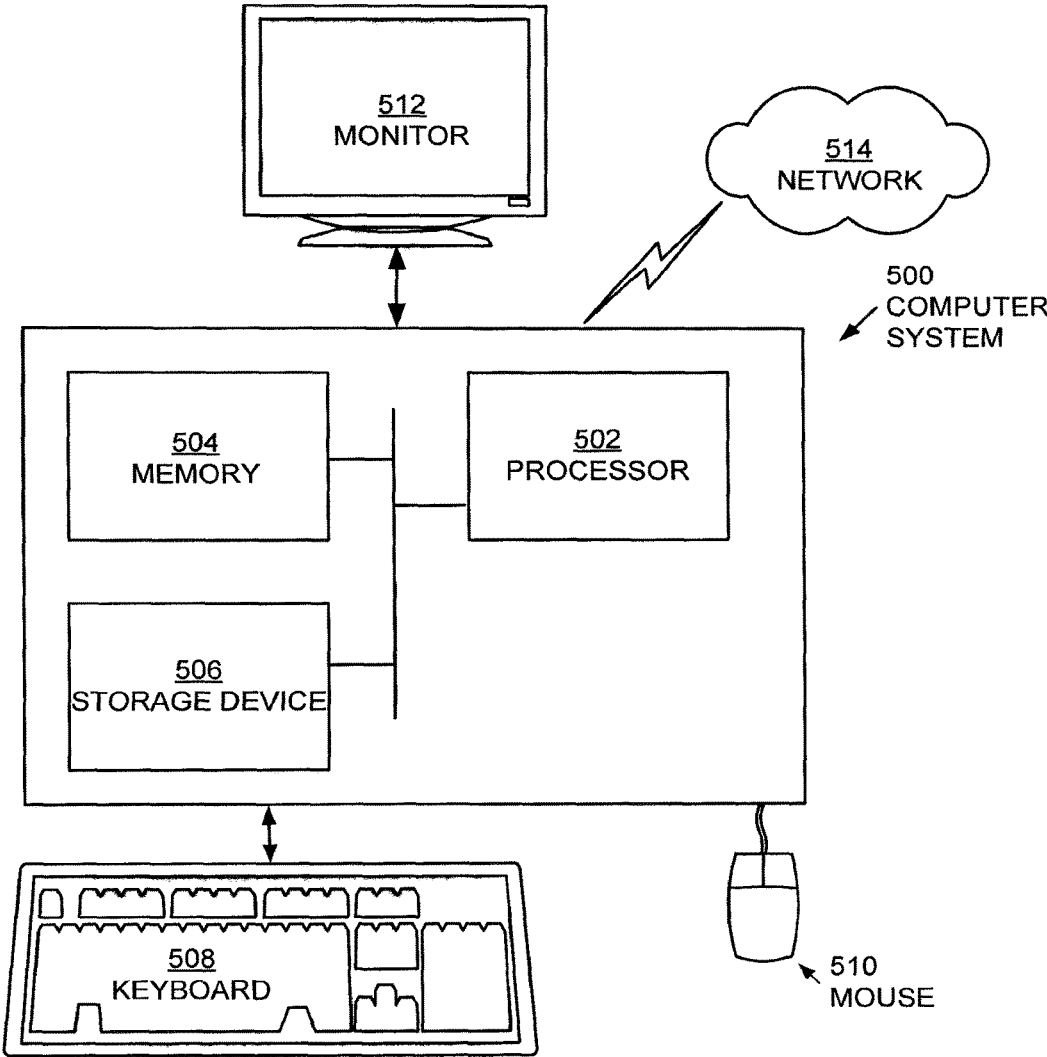 512
MONITOR
514
NETWORK
500
COMPUTER
SYSTEM
504
MEMORY
502
PROCESSOR
506
STORAGE DEVICE
508
KEYBOARD
510
MOUSE